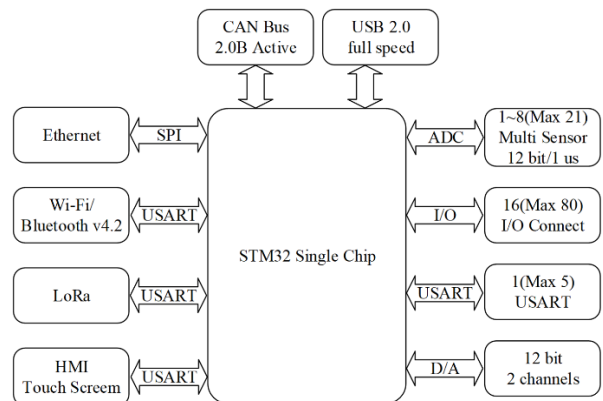 CAN Bus
2.0B Active
USB 2.0
full speed
Ethernet
SPI
Wi-Fi/
Bluetooth v4.2
USART
LoRa
USART
HMI
Touch Screem
USART
STM32 Single Chip
ADC
1~8(Max 21)
Multi Sensor
12 bit/1 us
I/O
16(Max 80)
I/O Connect
USART
1(Max 5)
USART
D/A
12 bit
2 channels